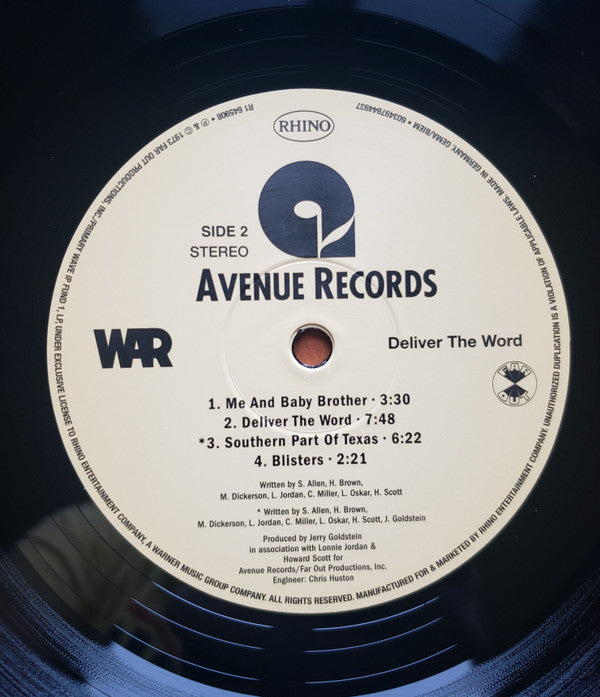 RHINO
SIDE 2
STEREO
AVENUE RECORDS
WAR
Deliver The Word
FAR
OUT
1. Me And Baby Brother · 3:30
2. Deliver The Word · 7:48
*3. Southern Part Of Texas · 6:22
4. Blisters · 2:21
Written by S. Allen, H. Brown,
M. Dickerson, L. Jordan, C. Miller, L. Oskar, H. Scott
* Written by S. Allen, H. Brown,
M. Dickerson, L. Jordan, C. Miller, L. Oskar, H. Scott, J. Goldstein
Produced by Jerry Goldstein
in association with Lonnie Jordan &
Howard Scott for
Avenue Records/Far Out Productions, Inc.
Engineer: Chris Huston
R1 645908 • ℗ & © 1973 FAR OUT PRODUCTIONS, INC./PRIMARY WAVE IP FUND 1, LP, UNDER EXCLUSIVE LICENSE TO RHINO ENTERTAINMENT COMPANY, A WARNER MUSIC GROUP COMPANY. ALL RIGHTS RESERVED. MANUFACTURED FOR & MARKETED BY RHINO ENTERTAINMENT COMPANY. UNAUTHORIZED DUPLICATION IS A VIOLATION OF APPLICABLE LAWS. MADE IN GERMANY. GEMA/BIEM • 603497844937